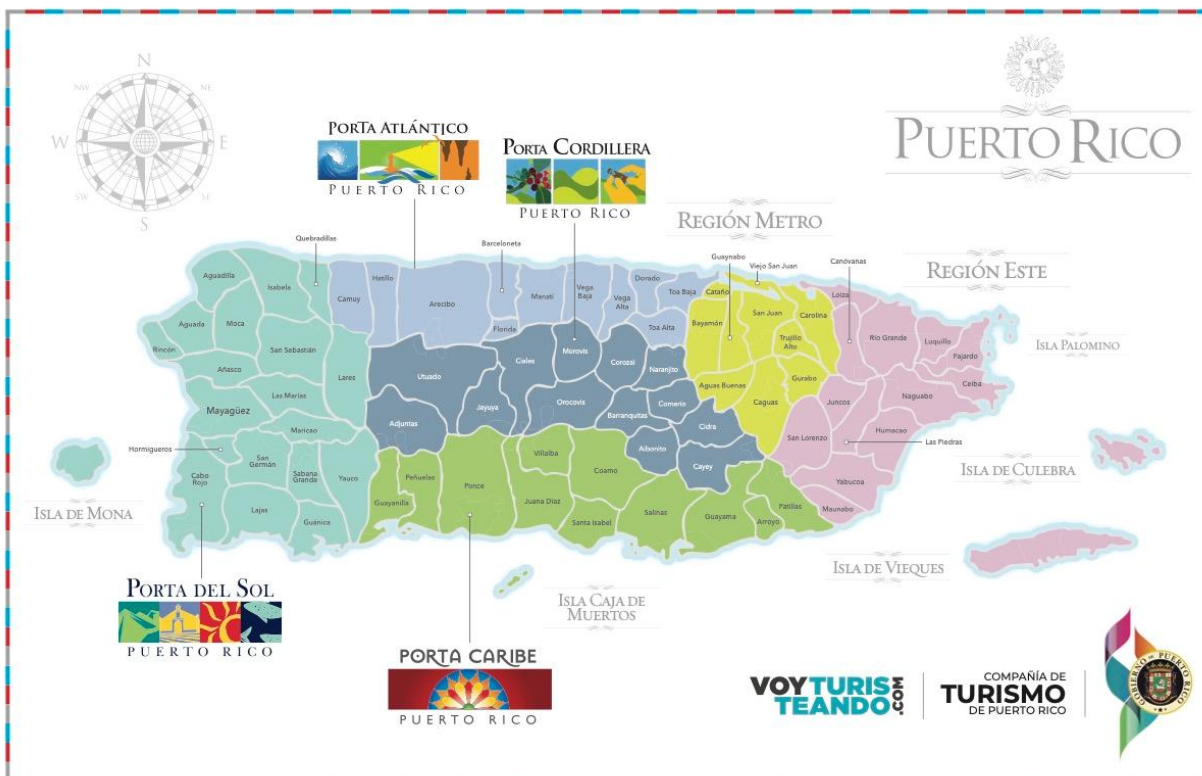 N
NW
NE
W
E
SW
SE
S
PUERTO RICO
PORTA ATLÁNTICO
PUERTO RICO
PORTA CORDILLERA
PUERTO RICO
REGIÓN METRO
REGIÓN ESTE
Quebradillas
Barceloneta
Guaynabo
Viejo San Juan
Canóvanas
Aguadilla
Isabela
Camuy
Hatillo
Arecibo
Manatí
Vega
Baja
Vega
Alta
Dorado
Toa Baja
Toa Alta
Florida
Cataño
Bayamón
San Juan
Carolina
Trujillo
Alto
Loíza
Río Grande
Luquillo
Fajardo
Ceiba
ISLA PALOMINO
Aguada
Moca
Rincón
San Sebastián
Añasco
Lares
Las Marías
Mayagüez
Maricao
Utuado
Ciales
Morovis
Corozal
Naranjito
Aguas Buenas
Gurabo
Caguas
Juncos
Naguabo
Humacao
Las Piedras
San Lorenzo
Jayuya
Orocovis
Barranquitas
Comerío
Cidra
Adjuntas
Aibonito
Cayey
Hormigueros
San
Germán
Cabo
Rojo
Sabana
Grande
Yauco
Lajas
Guánica
Guayanilla
Peñuelas
Ponce
Villalba
Juana Díaz
Coamo
Santa Isabel
Salinas
Guayama
Arroyo
Patillas
Yabucoa
Maunabo
ISLA DE MONA
ISLA DE CULEBRA
ISLA DE VIEQUES
ISLA CAJA DE
MUERTOS
PORTA DEL SOL
PUERTO RICO
PORTA CARIBE
PUERTO RICO
VOYTURIS
TEANDO.COM
COMPAÑÍA DE
TURISMO
DE PUERTO RICO
GOBIERNO DE PUERTO RICO